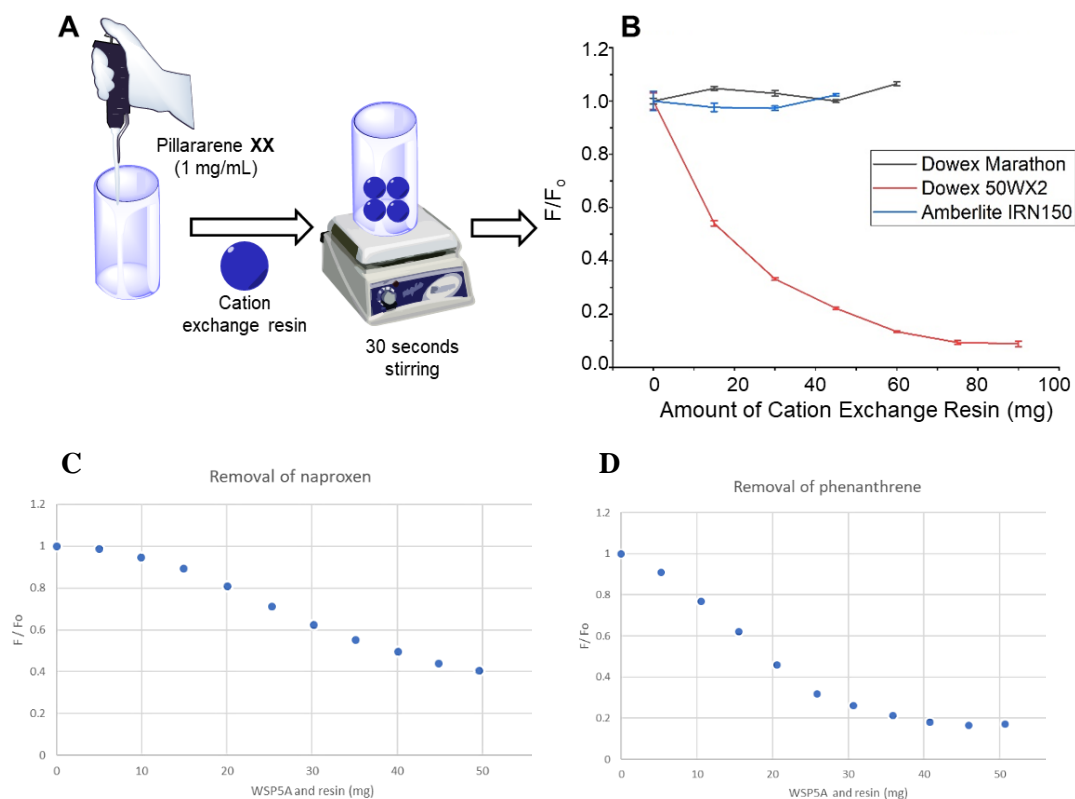 A
Pillararene XX
(1 mg/mL)
Cation
exchange resin
30 seconds
stirring
B
1.2
1.0
0.8
0.6
0.4
0.2
0.0
F/Fo
Dowex Marathon
Dowex 50WX2
Amberlite IRN150
0 20 40 60 80 100
Amount of Cation Exchange Resin (mg)
C
Removal of naproxen
1.2
1
0.8
0.6
0.4
0.2
0
F / Fo
0 10 20 30 40 50
WSP5A and resin (mg)
D
Removal of phenanthrene
1.2
1
0.8
0.6
0.4
0.2
0
F/ Fo
0 10 20 30 40 50
WSP5A and resin (mg)